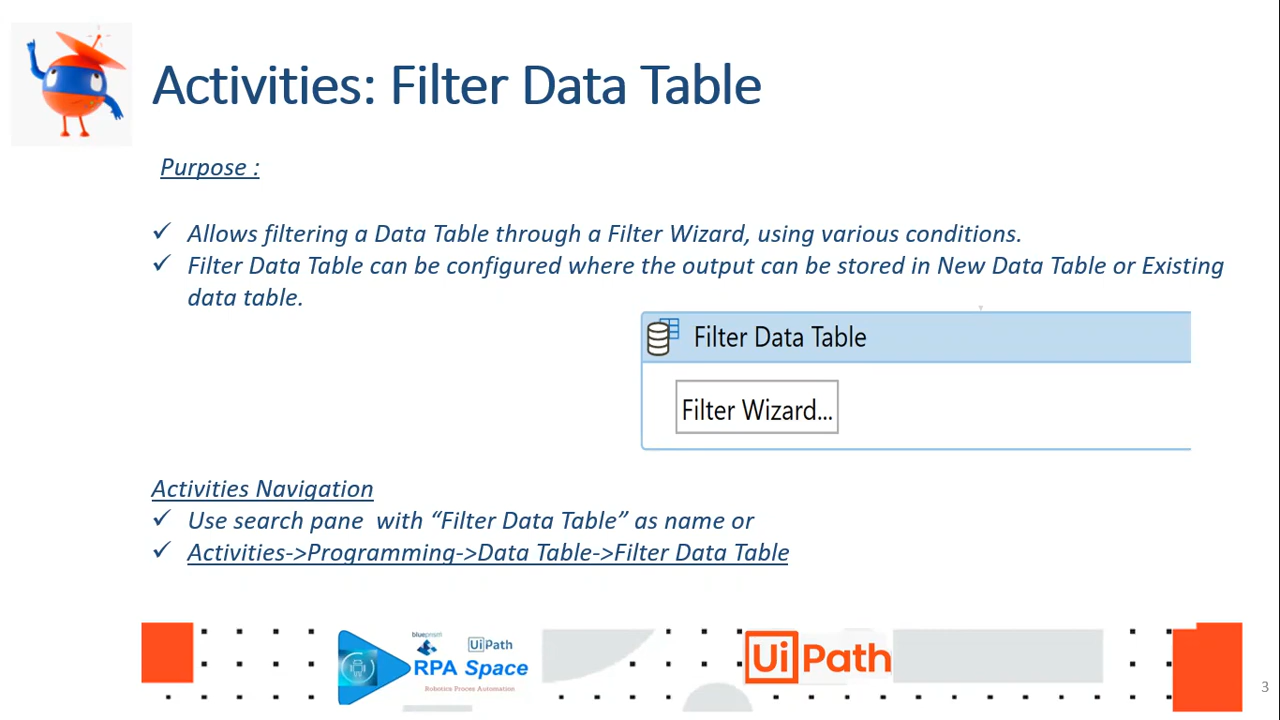 Activities: Filter Data Table
Purpose :
✓ Allows filtering a Data Table through a Filter Wizard, using various conditions.
✓ Filter Data Table can be configured where the output can be stored in New Data Table or Existing
data table.
Filter Data Table
Filter Wizard...
Activities Navigation
✓ Use search pane with “Filter Data Table” as name or
✓ Activities->Programming->Data Table->Filter Data Table
blueprism
UiPath
RPA Space
Robotics Process Automation
UiPath
3